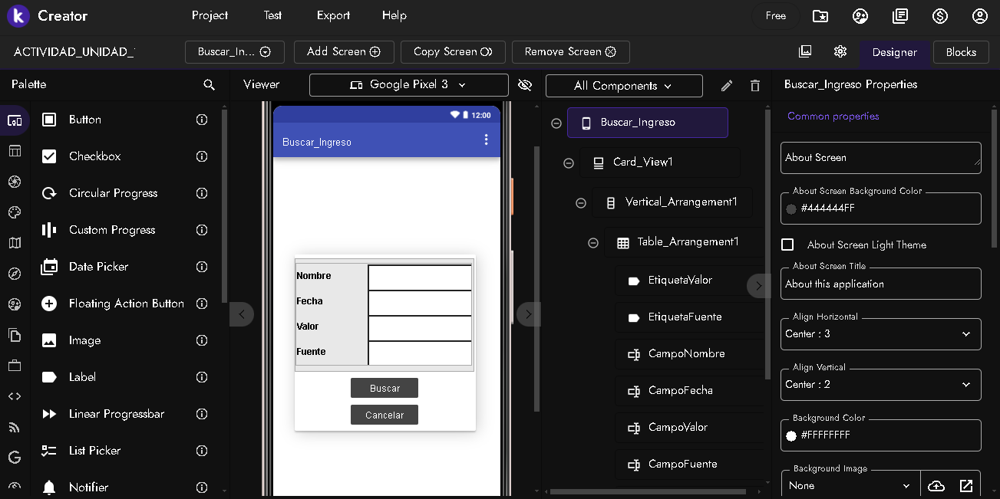 Creator
Project
Test
Export
Help
Free
ACTIVIDAD_UNIDAD_
Buscar_In...
Add Screen
Copy Screen
Remove Screen
Designer
Blocks
Palette
Viewer
Google Pixel 3
All Components
Buscar_Ingreso Properties
Button
Checkbox
Circular Progress
Custom Progress
Date Picker
Floating Action Button
Image
Label
Linear Progressbar
List Picker
Notifier
12:00
Buscar_Ingreso
Nombre
Fecha
Valor
Fuente
Buscar
Cancelar
Buscar_Ingreso
Card_View1
Vertical_Arrangement1
Table_Arrangement1
EtiquetaValor
EtiquetaFuente
CampoNombre
CampoFecha
CampoValor
CampoFuente
Common properties
About Screen
About Screen Background Color
#444444FF
About Screen Light Theme
About Screen Title
About this application
Align Horizontal
Center : 3
Align Vertical
Center : 2
Background Color
#FFFFFFFF
Background Image
None